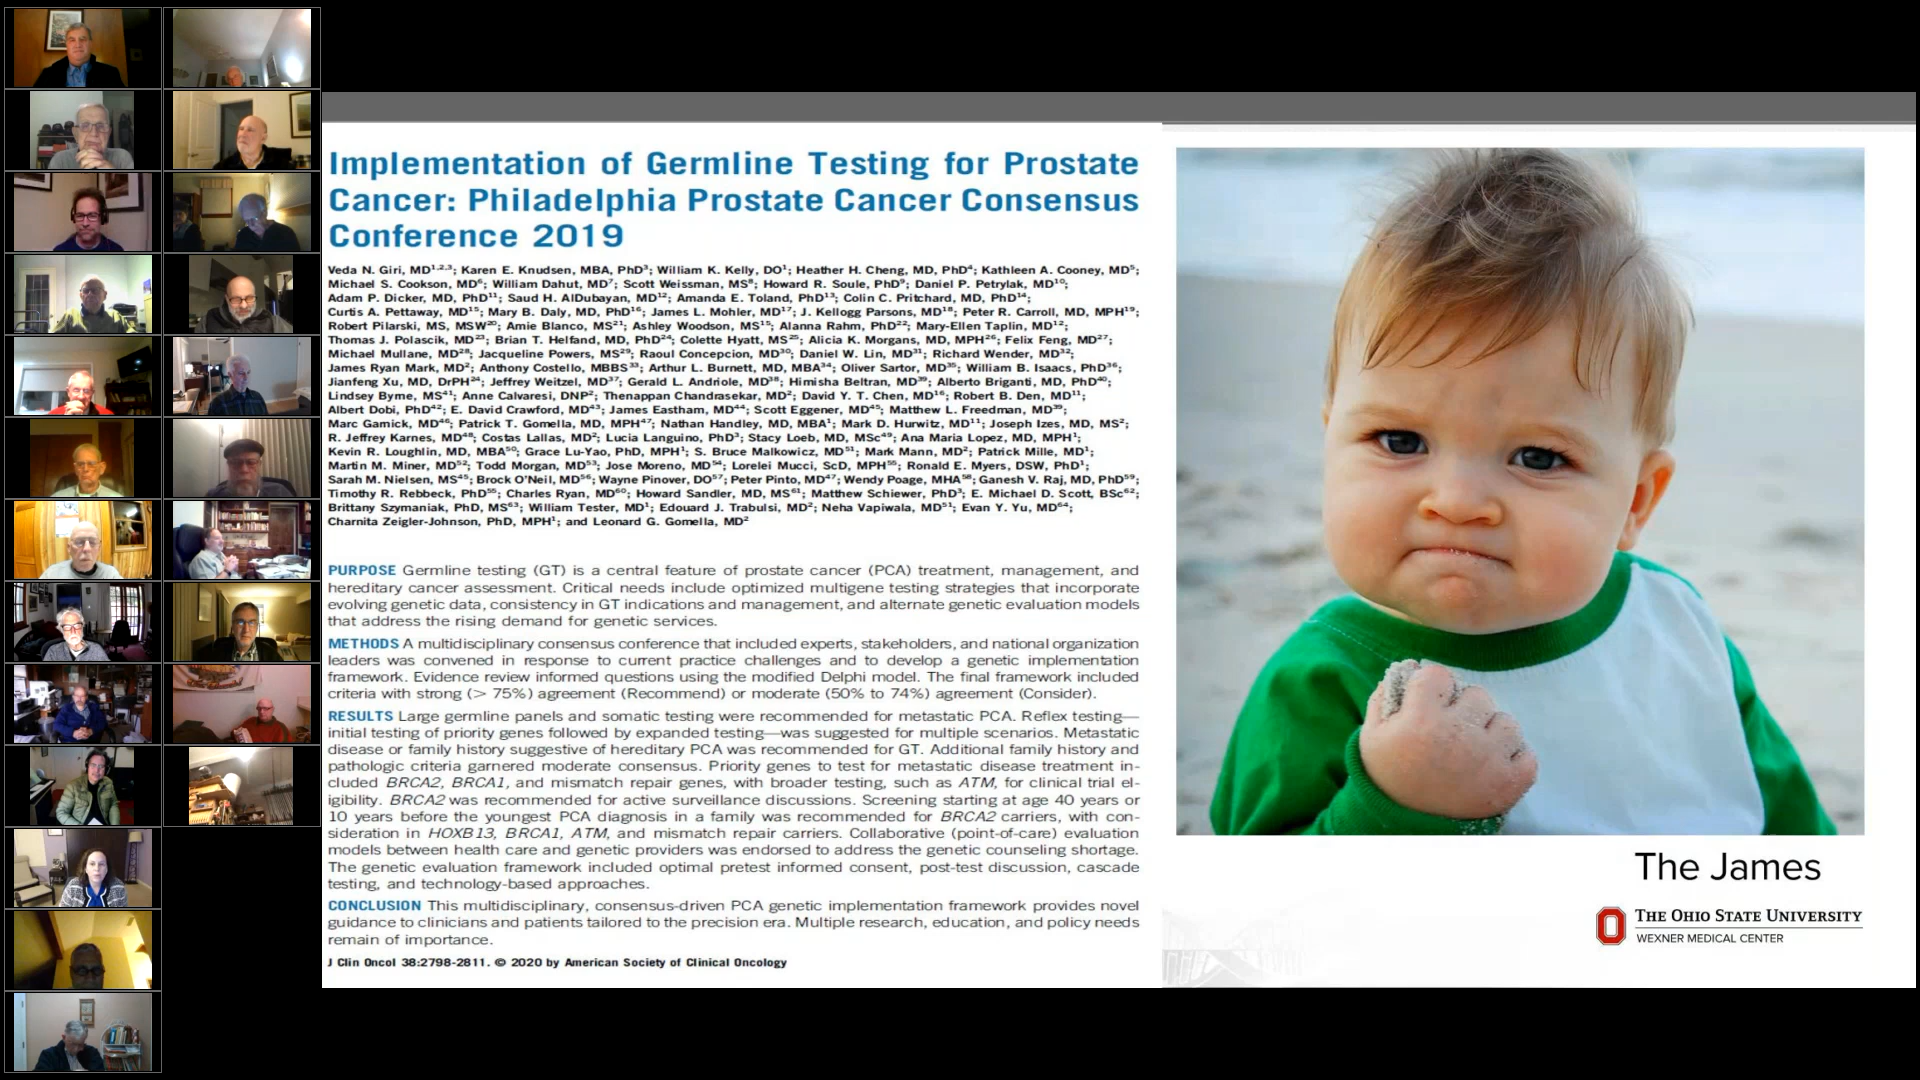 Implementation of Germline Testing for Prostate
Cancer: Philadelphia Prostate Cancer Consensus
Conference 2019
Veda N. Giri, MD1,2,3; Karen E. Knudsen, MBA, PhD3; William K. Kelly, DO1; Heather H. Cheng, MD, PhD4; Kathleen A. Cooney, MD5;
Michael S. Cookson, MD6; William Dahut, MD7; Scott Weissman, MS8; Howard R. Soule, PhD9; Daniel P. Petrylak, MD10;
Adam P. Dicker, MD, PhD11; Saud H. AlDubayan, MD12; Amanda E. Toland, PhD13; Colin C. Pritchard, MD, PhD14;
Curtis A. Pettaway, MD15; Mary B. Daly, MD, PhD16; James L. Mohler, MD17; J. Kellogg Parsons, MD18; Peter R. Carroll, MD, MPH19;
Robert Pilarski, MS, MSW20; Amie Blanco, MS21; Ashley Woodson, MS15; Alanna Rahm, PhD22; Mary-Ellen Taplin, MD12;
Thomas J. Polascik, MD23; Brian T. Helfand, MD, PhD24; Colette Hyatt, MS25; Alicia K. Morgans, MD, MPH26; Felix Feng, MD27;
Michael Mullane, MD28; Jacqueline Powers, MS29; Raoul Concepcion, MD30; Daniel W. Lin, MD31; Richard Wender, MD32;
James Ryan Mark, MD2; Anthony Costello, MBBS33; Arthur L. Burnett, MD, MBA34; Oliver Sartor, MD35; William B. Isaacs, PhD36;
Jianfeng Xu, MD, DrPH24; Jeffrey Weitzel, MD37; Gerald L. Andriole, MD38; Himisha Beltran, MD39; Alberto Briganti, MD, PhD40;
Lindsey Byrne, MS41; Anne Calvaresi, DNP2; Thenappan Chandrasekar, MD2; David Y. T. Chen, MD16; Robert B. Den, MD11;
Albert Dobi, PhD42; E. David Crawford, MD43; James Eastham, MD44; Scott Eggener, MD45; Matthew L. Freedman, MD39;
Marc Gamick, MD46; Patrick T. Gomella, MD, MPH47; Nathan Handley, MD, MBA1; Mark D. Hurwitz, MD11; Joseph Izes, MD, MS2;
R. Jeffrey Karnes, MD48; Costas Lallas, MD2; Lucia Languino, PhD3; Stacy Loeb, MD, MSc49; Ana Maria Lopez, MD, MPH1;
Kevin R. Loughlin, MD, MBA50; Grace Lu-Yao, PhD, MPH1; S. Bruce Malkowicz, MD51; Mark Mann, MD2; Patrick Mille, MD1;
Martin M. Miner, MD52; Todd Morgan, MD53; Jose Moreno, MD54; Lorelei Mucci, ScD, MPH55; Ronald E. Myers, DSW, PhD1;
Sarah M. Nielsen, MS45; Brock O'Neil, MD56; Wayne Pinover, DO57; Peter Pinto, MD47; Wendy Poage, MHA58; Ganesh V. Raj, MD, PhD59;
Timothy R. Rebbeck, PhD55; Charles Ryan, MD60; Howard Sandler, MD, MS61; Matthew Schiewer, PhD3; E. Michael D. Scott, BSc62;
Brittany Szymaniak, PhD, MS63; William Tester, MD1; Edouard J. Trabulsi, MD2; Neha Vapiwala, MD51; Evan Y. Yu, MD64;
Charnita Zeigler-Johnson, PhD, MPH1; and Leonard G. Gomella, MD2
PURPOSE Germline testing (GT) is a central feature of prostate cancer (PCA) treatment, management, and
hereditary cancer assessment. Critical needs include optimized multigene testing strategies that incorporate
evolving genetic data, consistency in GT indications and management, and alternate genetic evaluation models
that address the rising demand for genetic services.
METHODS A multidisciplinary consensus conference that included experts, stakeholders, and national organization
leaders was convened in response to current practice challenges and to develop a genetic implementation
framework. Evidence review informed questions using the modified Delphi model. The final framework included
criteria with strong (> 75%) agreement (Recommend) or moderate (50% to 74%) agreement (Consider).
RESULTS Large germline panels and somatic testing were recommended for metastatic PCA. Reflex testing—
initial testing of priority genes followed by expanded testing—was suggested for multiple scenarios. Metastatic
disease or family history suggestive of hereditary PCA was recommended for GT. Additional family history and
pathologic criteria garnered moderate consensus. Priority genes to test for metastatic disease treatment in-
cluded BRCA2, BRCA1, and mismatch repair genes, with broader testing, such as ATM, for clinical trial el-
igibility. BRCA2 was recommended for active surveillance discussions. Screening starting at age 40 years or
10 years before the youngest PCA diagnosis in a family was recommended for BRCA2 carriers, with con-
sideration in HOXB13, BRCA1, ATM, and mismatch repair carriers. Collaborative (point-of-care) evaluation
models between health care and genetic providers was endorsed to address the genetic counseling shortage.
The genetic evaluation framework included optimal pretest informed consent, post-test discussion, cascade
testing, and technology-based approaches.
CONCLUSION This multidisciplinary, consensus-driven PCA genetic implementation framework provides novel
guidance to clinicians and patients tailored to the precision era. Multiple research, education, and policy needs
remain of importance.
J Clin Oncol 38:2798-2811. © 2020 by American Society of Clinical Oncology
The James
THE OHIO STATE UNIVERSITY
WEXNER MEDICAL CENTER